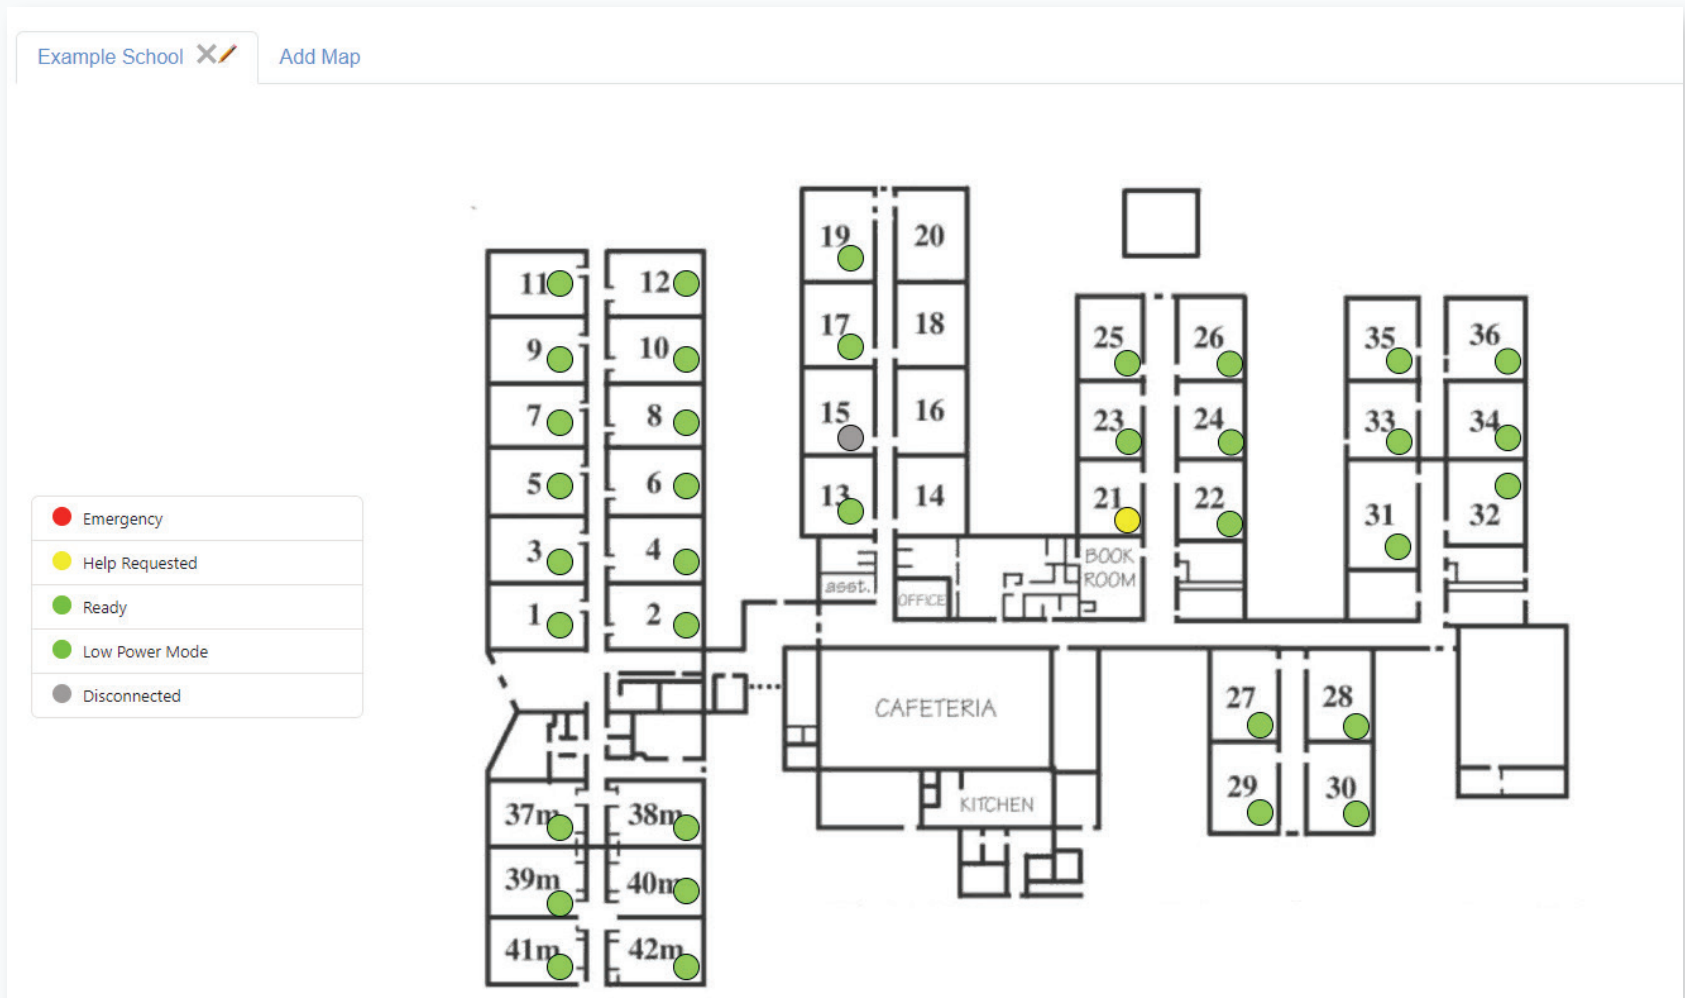 Example School
Add Map
19 20
11 12
17 18
25 26
35 36
9 10
15 16
23 24
33 34
7 8
13 14
21 22
31 32
5 6
Emergency
Help Requested
Ready
Low Power Mode
Disconnected
3 4
BOOK
ROOM
asst.
OFFICE
1 2
CAFETERIA
27 28
29 30
KITCHEN
37m 38m
39m 40m
41m 42m